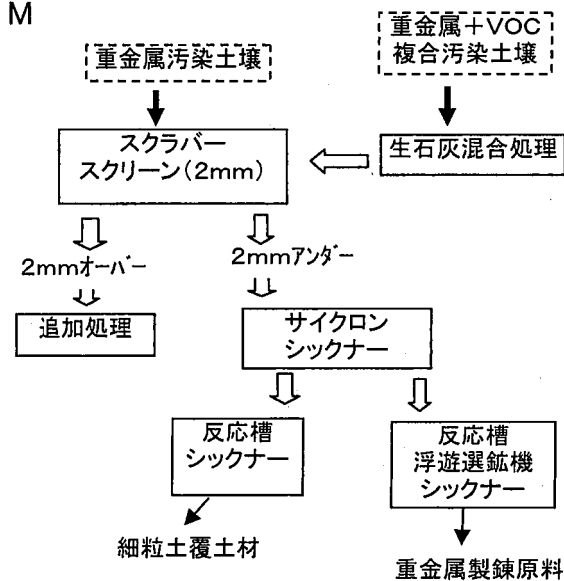 M
重金属汚染土壌
重金属+VOC
複合汚染土壌
スクラバー
スクリーン(2mm)
生石灰混合処理
2mmオーバー
2mmアンダー
追加処理
サイクロン
シックナー
反応槽
シックナー
反応槽
浮遊選鉱機
シックナー
細粒土覆土材
重金属製錬原料